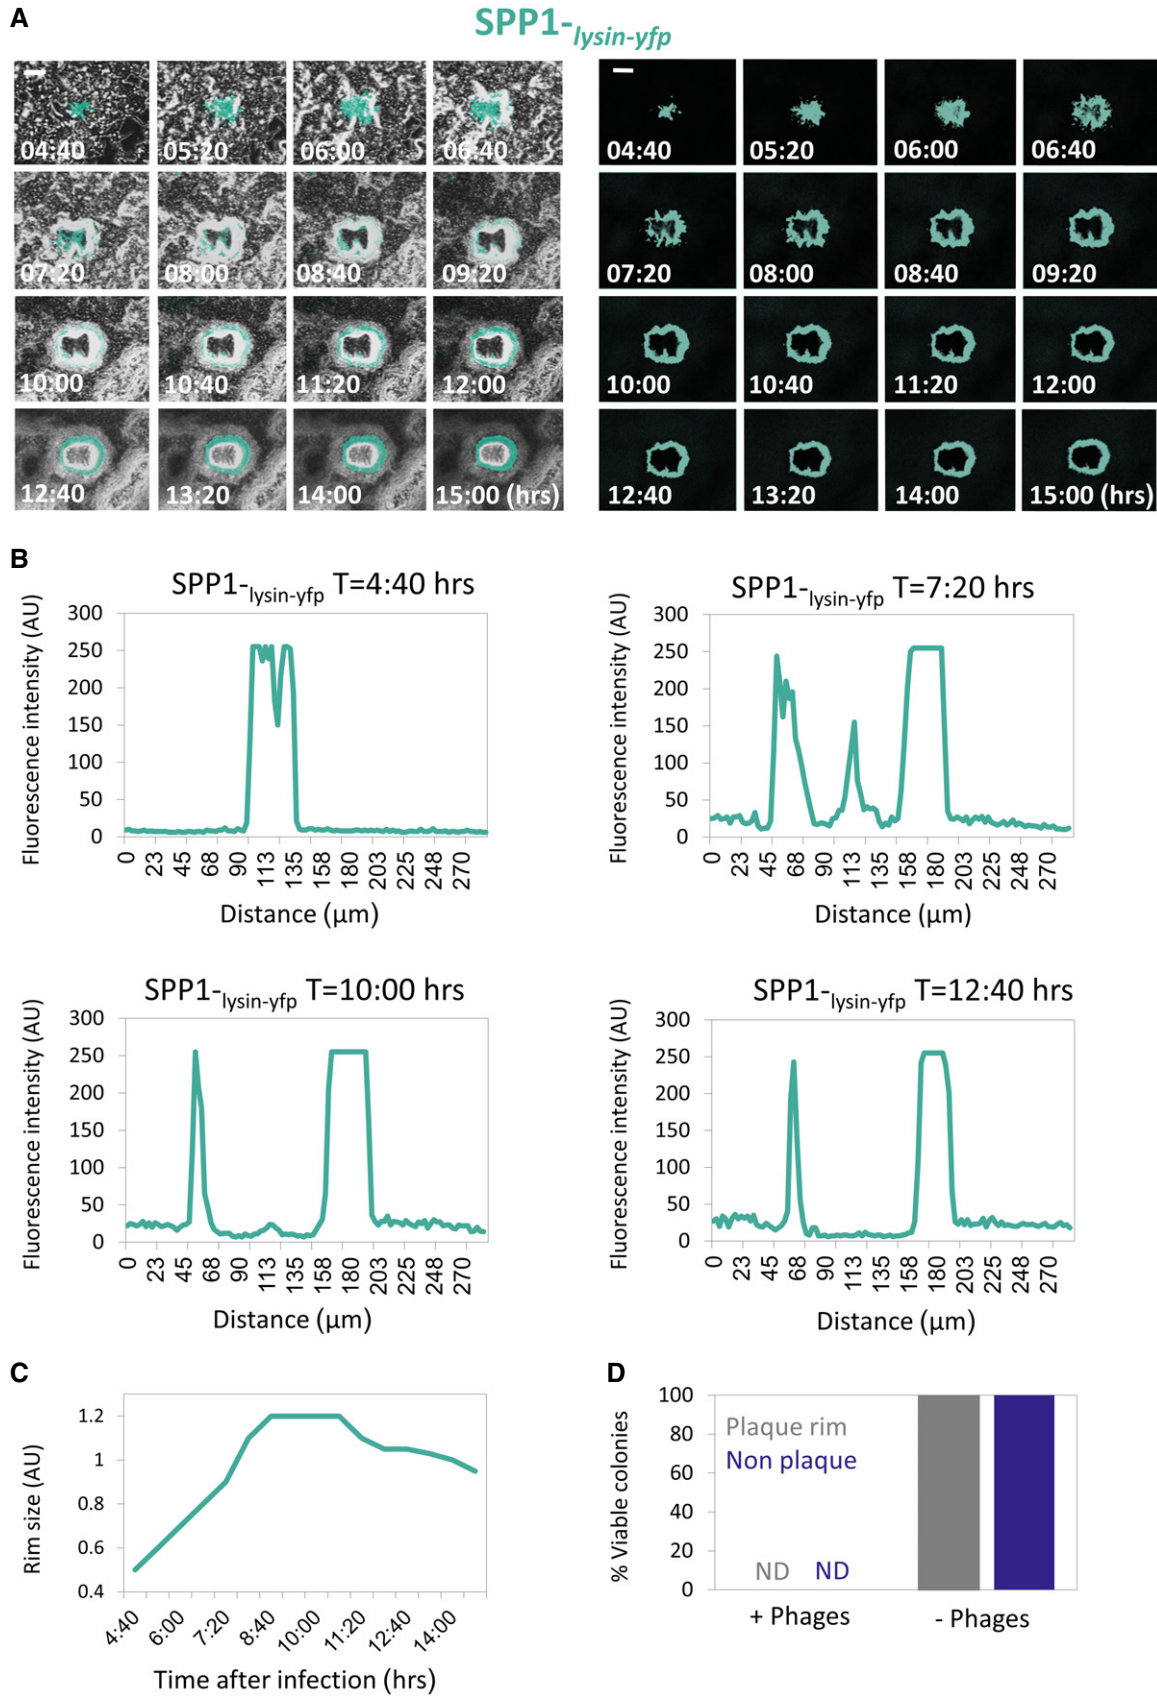 A
SPP1-lysin-yfp
04:40 05:20 06:00 06:40
07:20 08:00 08:40 09:20
10:00 10:40 11:20 12:00
12:40 13:20 14:00 15:00 (hrs)
04:40 05:20 06:00 06:40
07:20 08:00 08:40 09:20
10:00 10:40 11:20 12:00
12:40 13:20 14:00 15:00 (hrs)
B
SPP1-lysin-yfp T=4:40 hrs
Fluorescence intensity (AU)
300
250
200
150
100
50
0
0 23 45 68 90 113 135 158 180 203 225 248 270
Distance (µm)
SPP1-lysin-yfp T=7:20 hrs
Fluorescence intensity (AU)
300
250
200
150
100
50
0
0 23 45 68 90 113 135 158 180 203 225 248 270
Distance (µm)
SPP1-lysin-yfp T=10:00 hrs
Fluorescence intensity (AU)
300
250
200
150
100
50
0
0 23 45 68 90 113 135 158 180 203 225 248 270
Distance (µm)
SPP1-lysin-yfp T=12:40 hrs
Fluorescence intensity (AU)
300
250
200
150
100
50
0
0 23 45 68 90 113 135 158 180 203 225 248 270
Distance (µm)
C
Rim size (AU)
1.2
1
0.8
0.6
0.4
4:40 6:00 7:20 8:40 10:00 11:20 12:40 14:00
Time after infection (hrs)
D
% Viable colonies
100
80
60
40
20
0
Plaque rim
Non plaque
ND ND
+ Phages - Phages